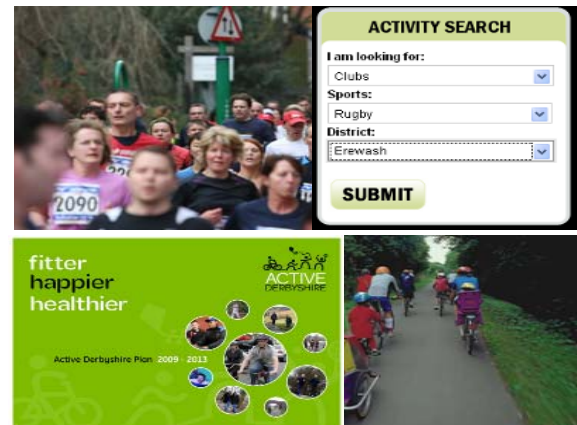 ACTIVITY SEARCH
I am looking for:
Clubs
Sports:
Rugby
District:
Erewash
SUBMIT
2090
fitter
happier
healthier
ACTIVE
DERBYSHIRE
Active Derbyshire Plan 2009 - 2013